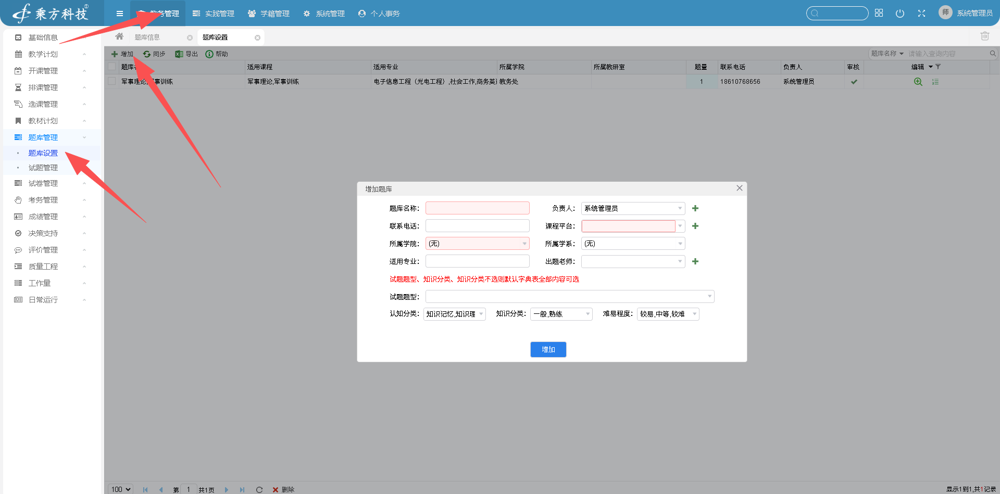 乘方科技
务管理
实践管理
学籍管理
系统管理
个人事务
师
系统管理员
基础信息
教学计划
开课管理
排课管理
选课管理
教材计划
题库管理
题库设置
试题管理
试卷管理
考务管理
成绩管理
决策支持
评价管理
质量工程
工作量
日常运行
题库信息
题库设置
增加
同步
导出
帮助
题库名称
请输入查询内容
题库
适用课程
适用专业
所属学院
所属教研室
题量
联系电话
负责人
审核
编辑
军事理论,军事训练
军事理论,军事训练
电子信息工程（光电工程）,社会工作,商务英
教务处
1
18610768656
系统管理员
增加题库
题库名称:
负责人:
系统管理员
联系电话:
课程平台:
所属学院:
(无)
所属学系:
(无)
适用专业:
出题老师:
试题题型、知识分类、知识分类不选则默认字典表全部内容可选
试题题型:
认知分类:
知识记忆,知识理
知识分类:
一般,熟练
难易程度:
较易,中等,较难
增加
100
第
1
共1页
删除
显示1到1,共1记录